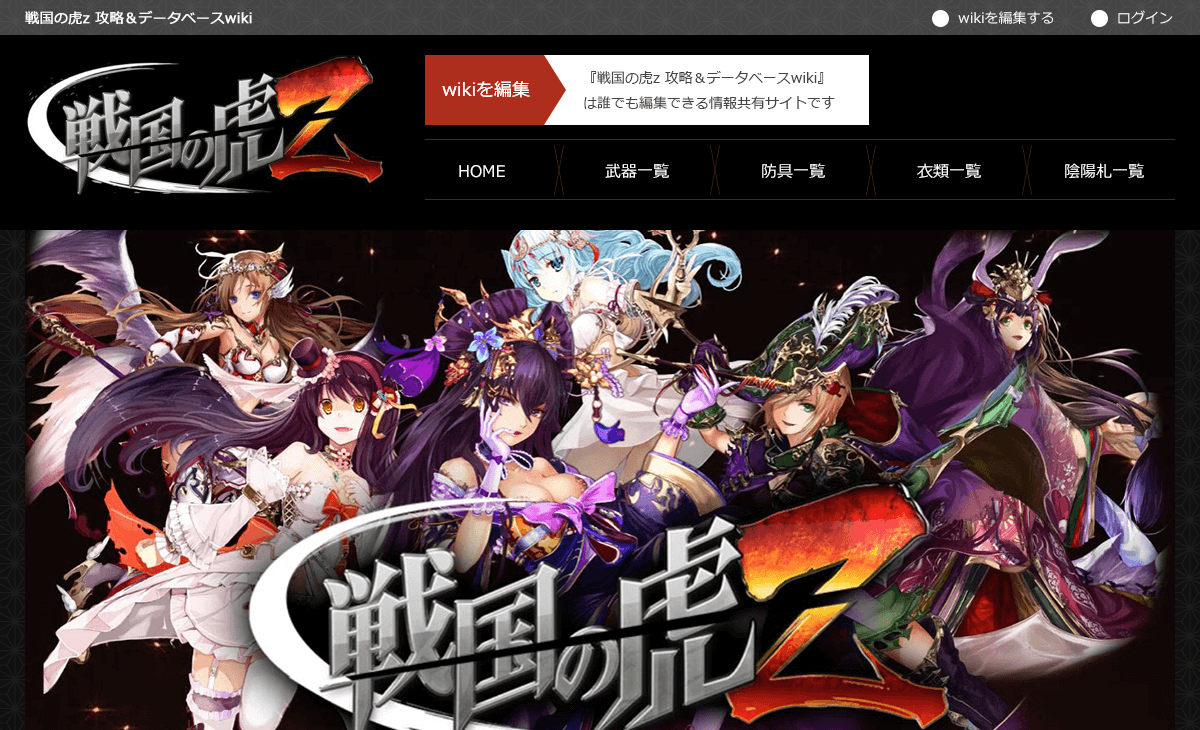 戦国の虎z 攻略＆データベースwiki
wikiを編集する
ログイン
戦国の虎Z
wikiを編集
『戦国の虎z 攻略＆データベースwiki』
は誰でも編集できる情報共有サイトです
HOME
武器一覧
防具一覧
衣類一覧
陰陽札一覧
戦国の虎Z